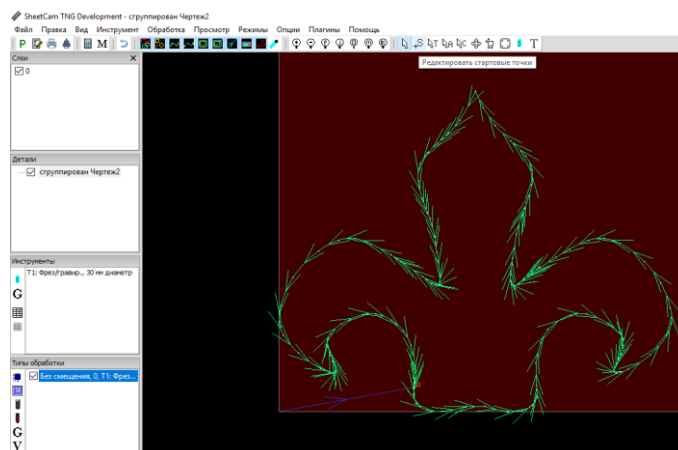 SheetCam TNG Development - сгруппирован Чертеж2
Файл Правка Вид Инструмент Обработка Просмотр Режимы Опции Плагины Помощь
Слои
0
Редактировать стартовые точки
Детали
сгруппирован Чертеж2
Инструменты
T1: Фрез/гравир., 30 мм диаметр
Типы обработки
Без смещения, 0, T1: Фрез...